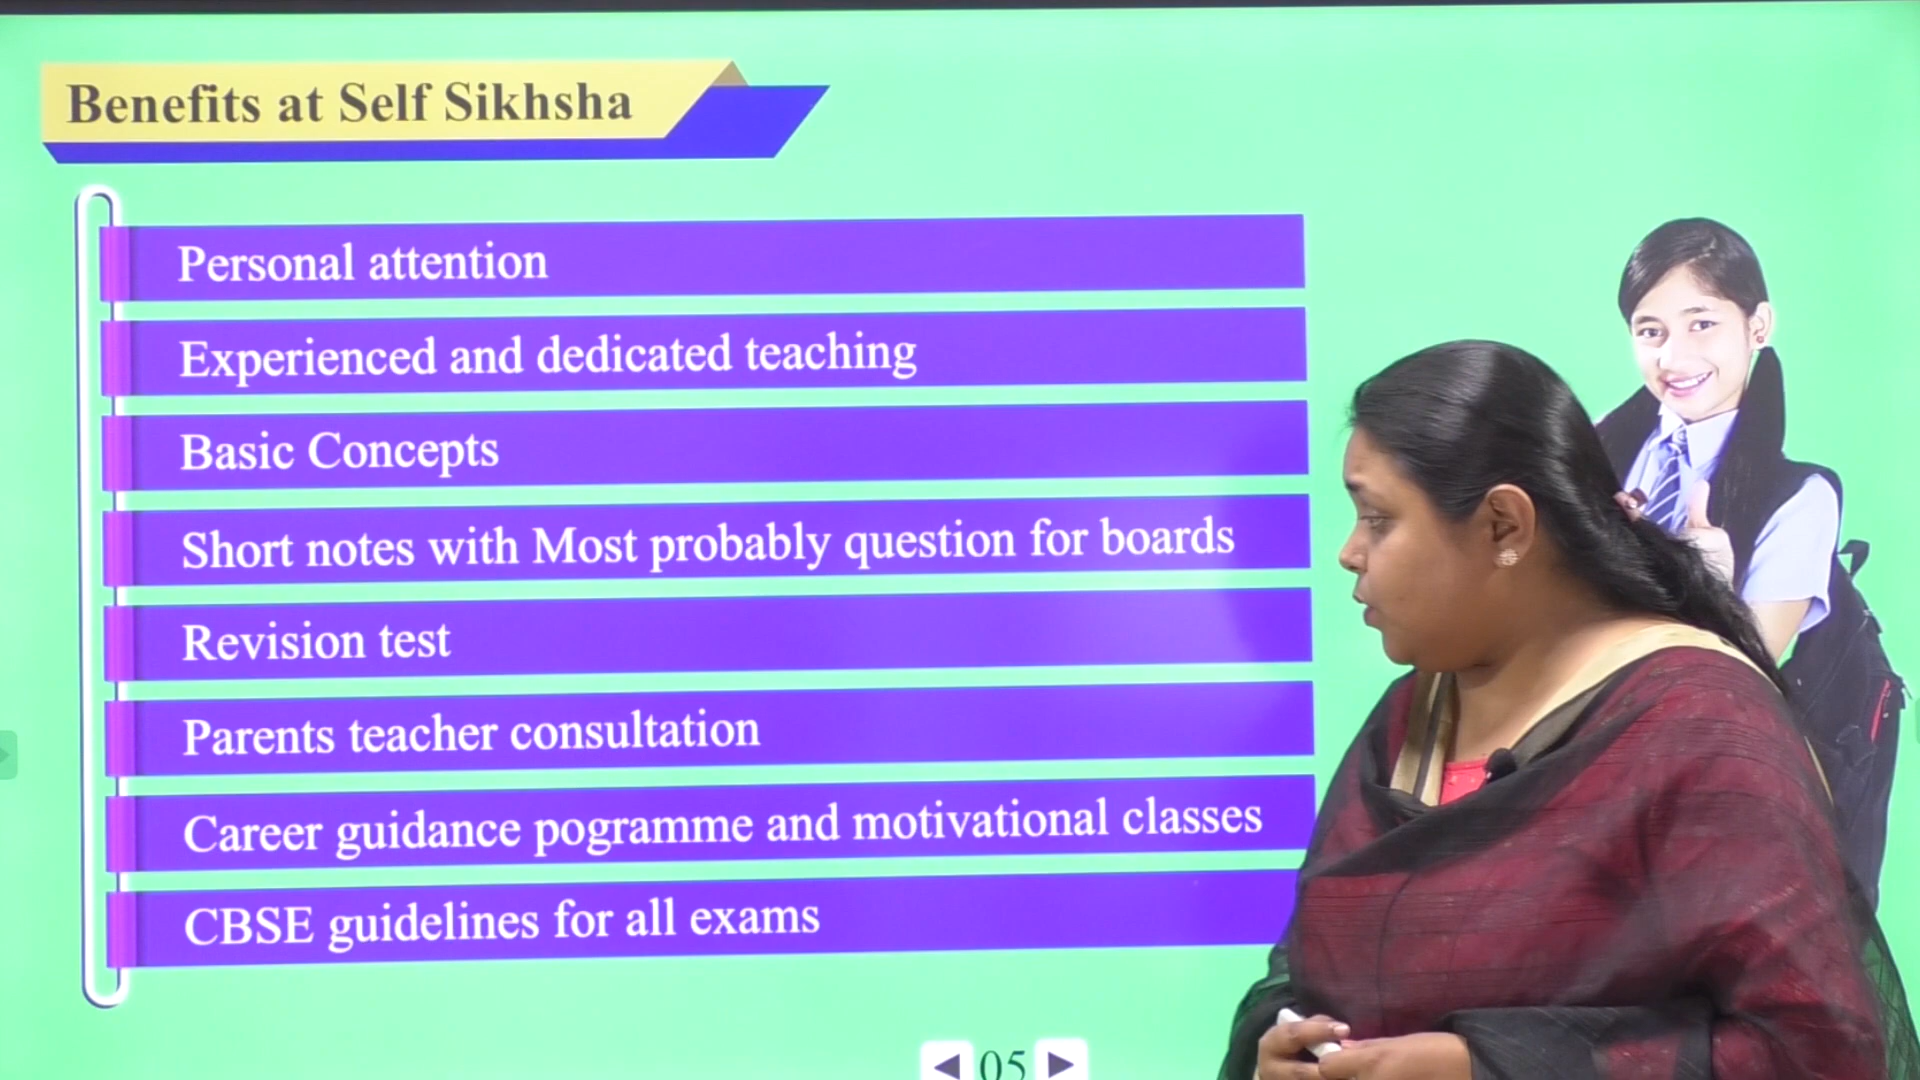 Benefits at Self Sikhsha
Personal attention
Experienced and dedicated teaching
Basic Concepts
Short notes with Most probably question for boards
Revision test
Parents teacher consultation
Career guidance pogramme and motivational classes
CBSE guidelines for all exams
05